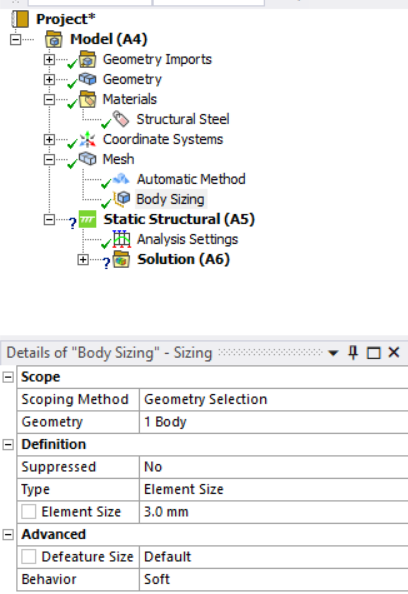 Project*
Model (A4)
Geometry Imports
Geometry
Materials
Structural Steel
Coordinate Systems
Mesh
Automatic Method
Body Sizing
Static Structural (A5)
Analysis Settings
Solution (A6)
Details of "Body Sizing" - Sizing
Scope
Scoping Method Geometry Selection
Geometry 1 Body
Definition
Suppressed No
Type Element Size
Element Size 3.0 mm
Advanced
Defeature Size Default
Behavior Soft